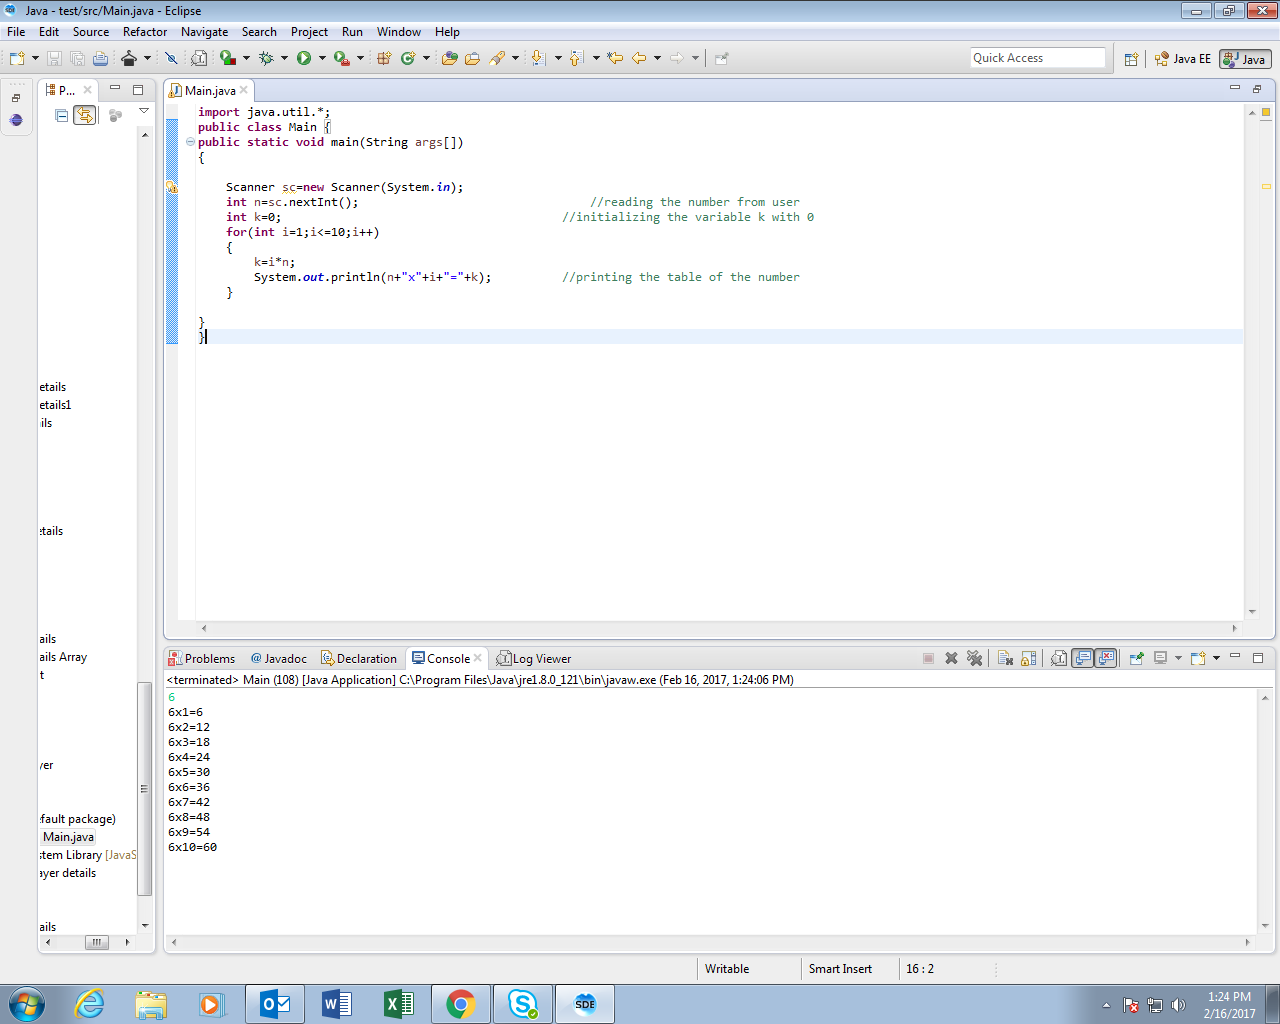 Java - test/src/Main.java - Eclipse
File Edit Source Refactor Navigate Search Project Run Window Help
Quick Access Java EE Java
P... Main.java
import java.util.*;
public class Main {
public static void main(String args[])
{
Scanner sc=new Scanner(System.in);
int n=sc.nextInt(); //reading the number from user
int k=0; //initializing the variable k with 0
for(int i=1;i<=10;i++)
{
k=i*n;
System.out.println(n+"x"+i+"="+k); //printing the table of the number
}
}
}
etails
etails1
ils
etails
ails
ails Array
t
yer
efault package)
Main.java
stem Library [JavaS
ayer details
ails
Problems @ Javadoc Declaration Console Log Viewer
<terminated> Main (108) [Java Application] C:\Program Files\Java\jre1.8.0_121\bin\javaw.exe (Feb 16, 2017, 1:24:06 PM)
6
6x1=6
6x2=12
6x3=18
6x4=24
6x5=30
6x6=36
6x7=42
6x8=48
6x9=54
6x10=60
Writable Smart Insert 16 : 2
SDE
1:24 PM
2/16/2017